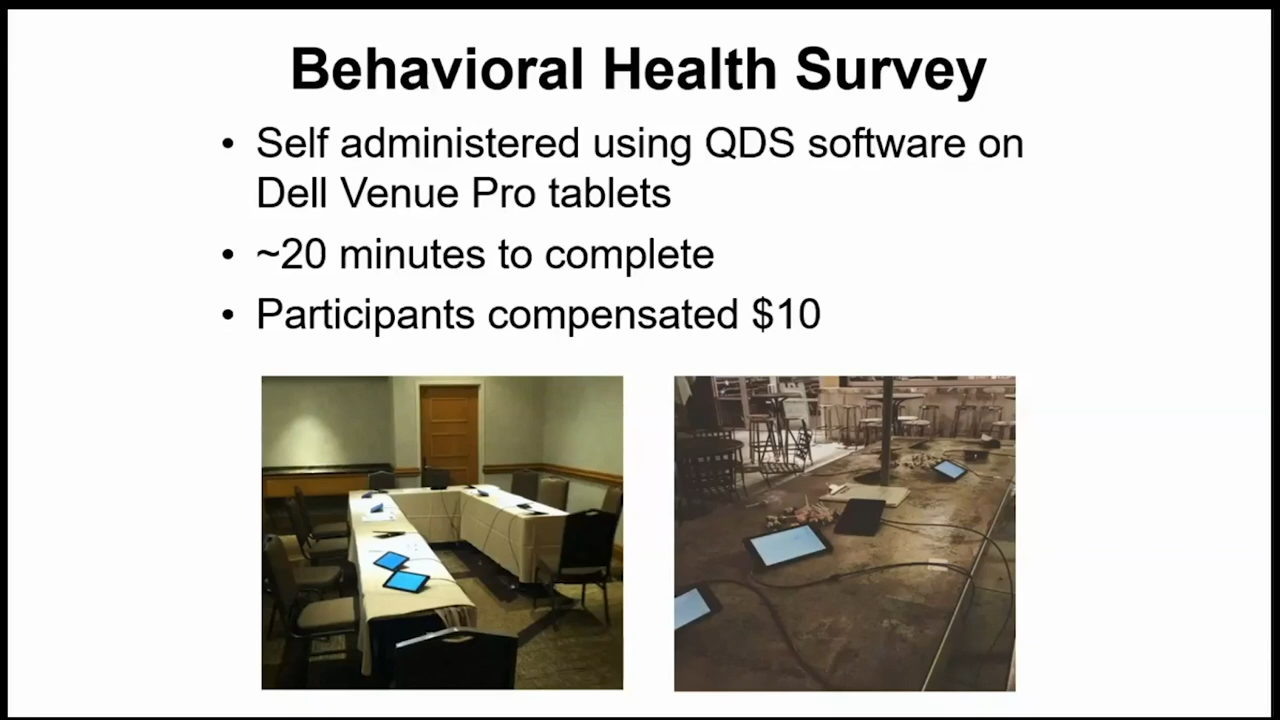 Behavioral Health Survey
• Self administered using QDS software on
Dell Venue Pro tablets
• ~20 minutes to complete
• Participants compensated $10